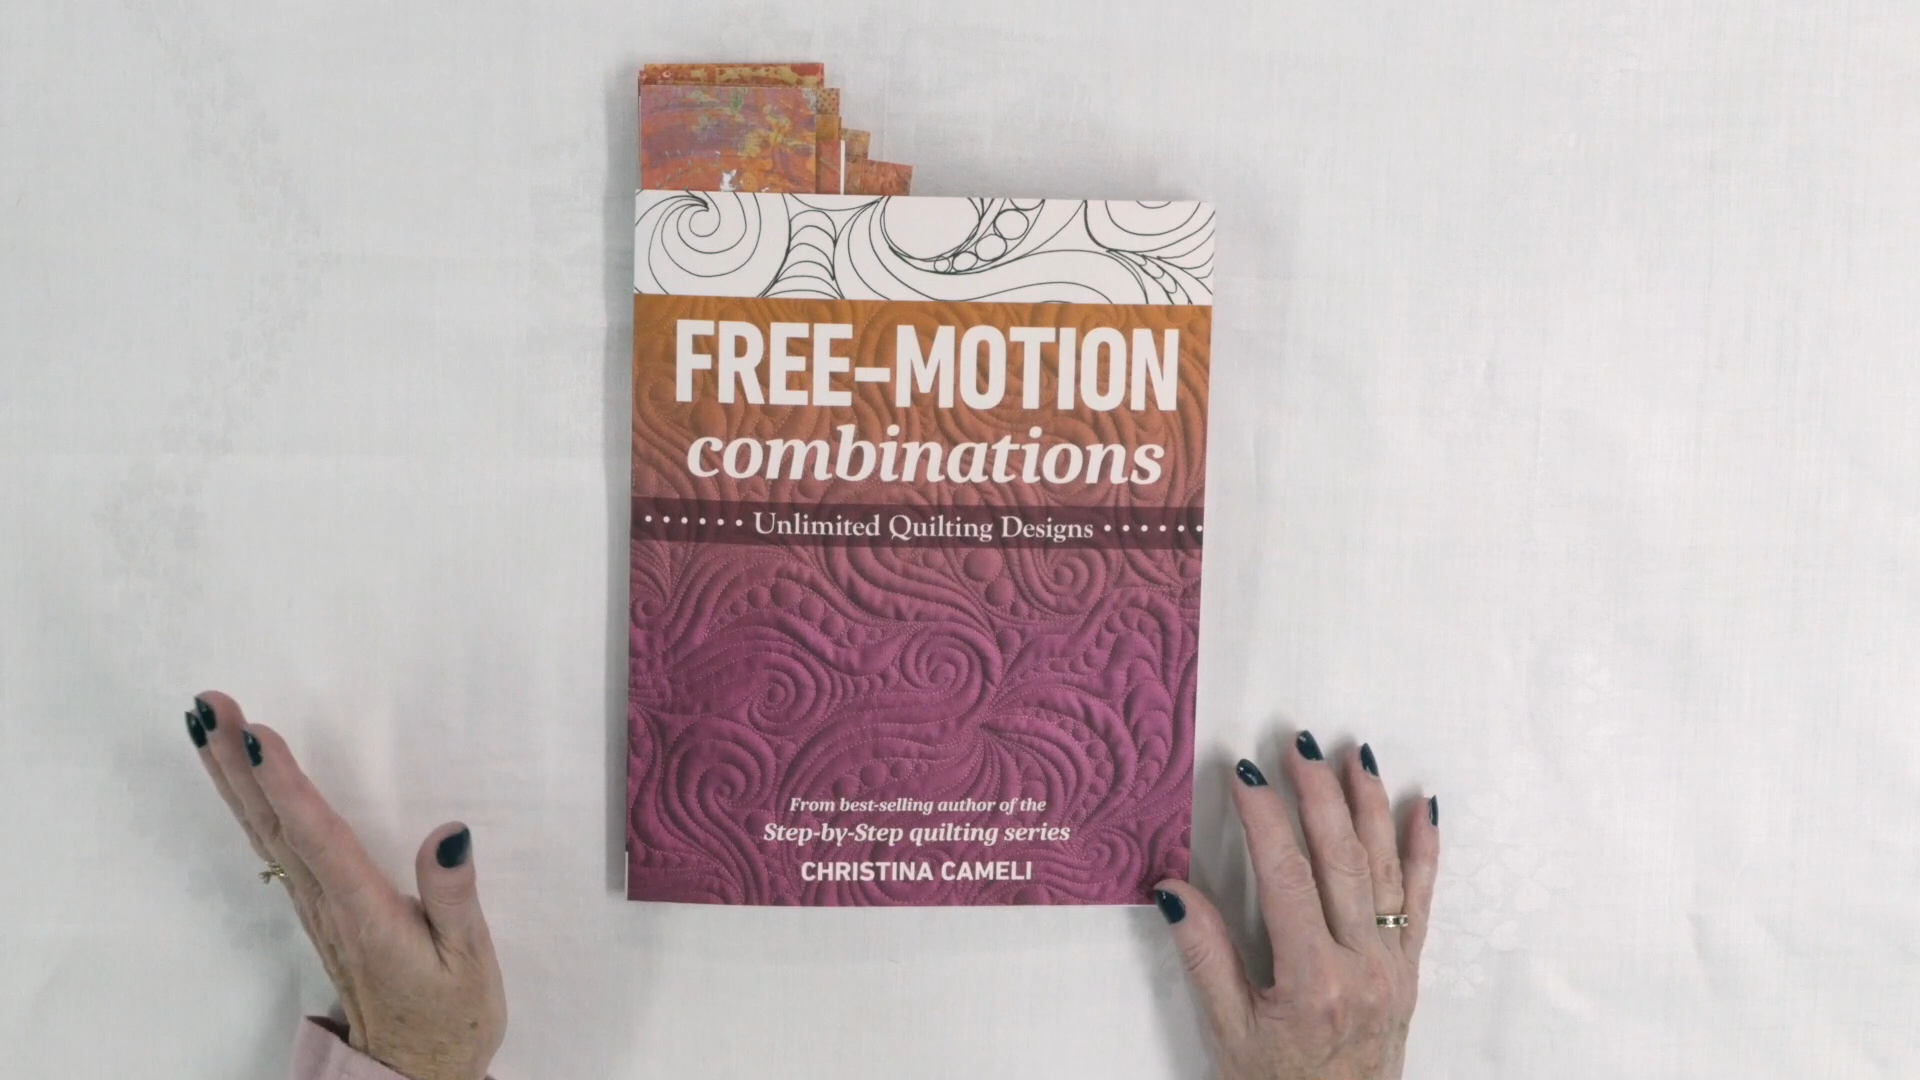 FREE-MOTION
combinations
Unlimited Quilting Designs
From best-selling author of the
Step-by-Step quilting series
CHRISTINA CAMELI